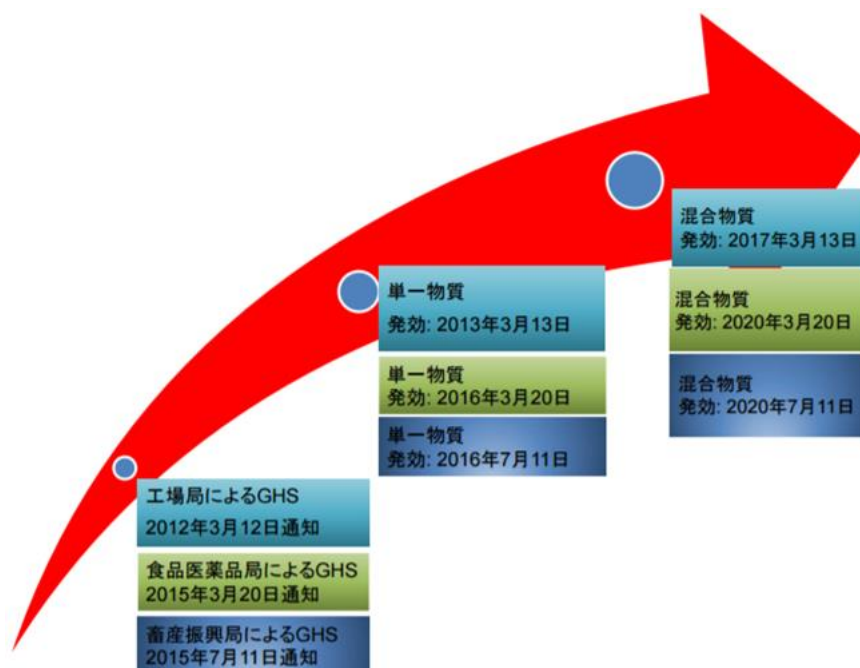 混合物質
発効: 2017年3月13日
混合物質
発効: 2020年3月20日
混合物質
発効: 2020年7月11日
単一物質
発効: 2013年3月13日
単一物質
発効: 2016年3月20日
単一物質
発効: 2016年7月11日
工場局によるGHS
2012年3月12日通知
食品医薬品局によるGHS
2015年3月20日通知
畜産振興局によるGHS
2015年7月11日通知